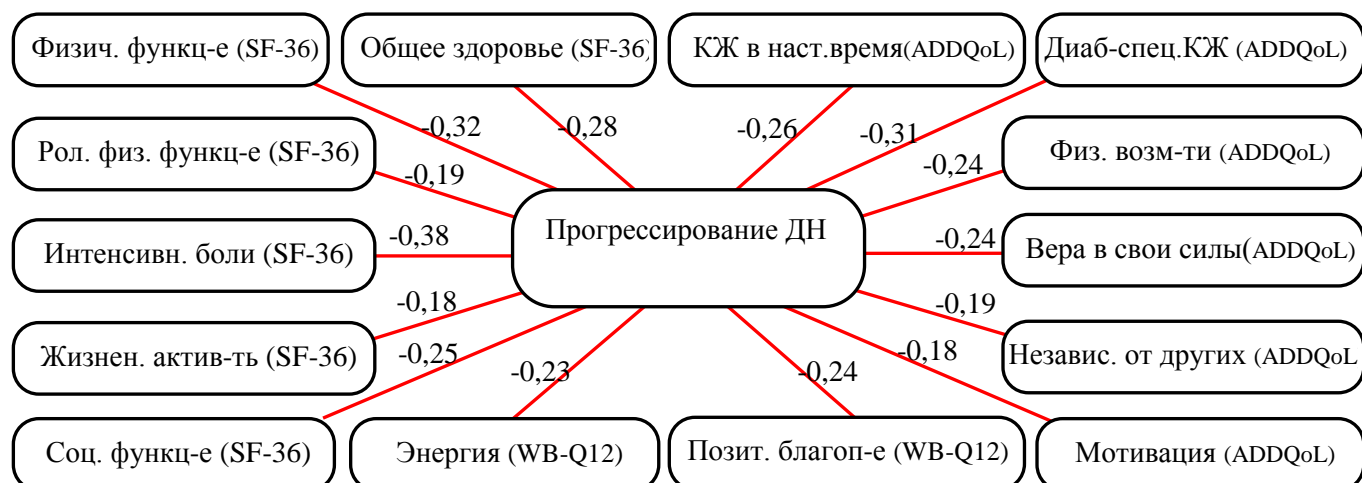 Физич. функц-е (SF-36)
Общее здоровье (SF-36)
КЖ в наст.время(ADDQoL)
Диаб-спец.КЖ (ADDQoL)
-0,32
-0,28
-0,26
-0,31
Рол. физ. функц-е (SF-36)
Физ. возм-ти (ADDQoL)
-0,19
-0,24
Прогрессирование ДН
Интенсивн. боли (SF-36)
-0,38
-0,24
Вера в свои силы(ADDQoL)
-0,18
-0,19
Жизнен. актив-ть (SF-36)
-0,25
-0,23
-0,24
-0,18
Независ. от других (ADDQoL
Соц. функц-е (SF-36)
Энергия (WB-Q12)
Позит. благоп-е (WB-Q12)
Мотивация (ADDQoL)